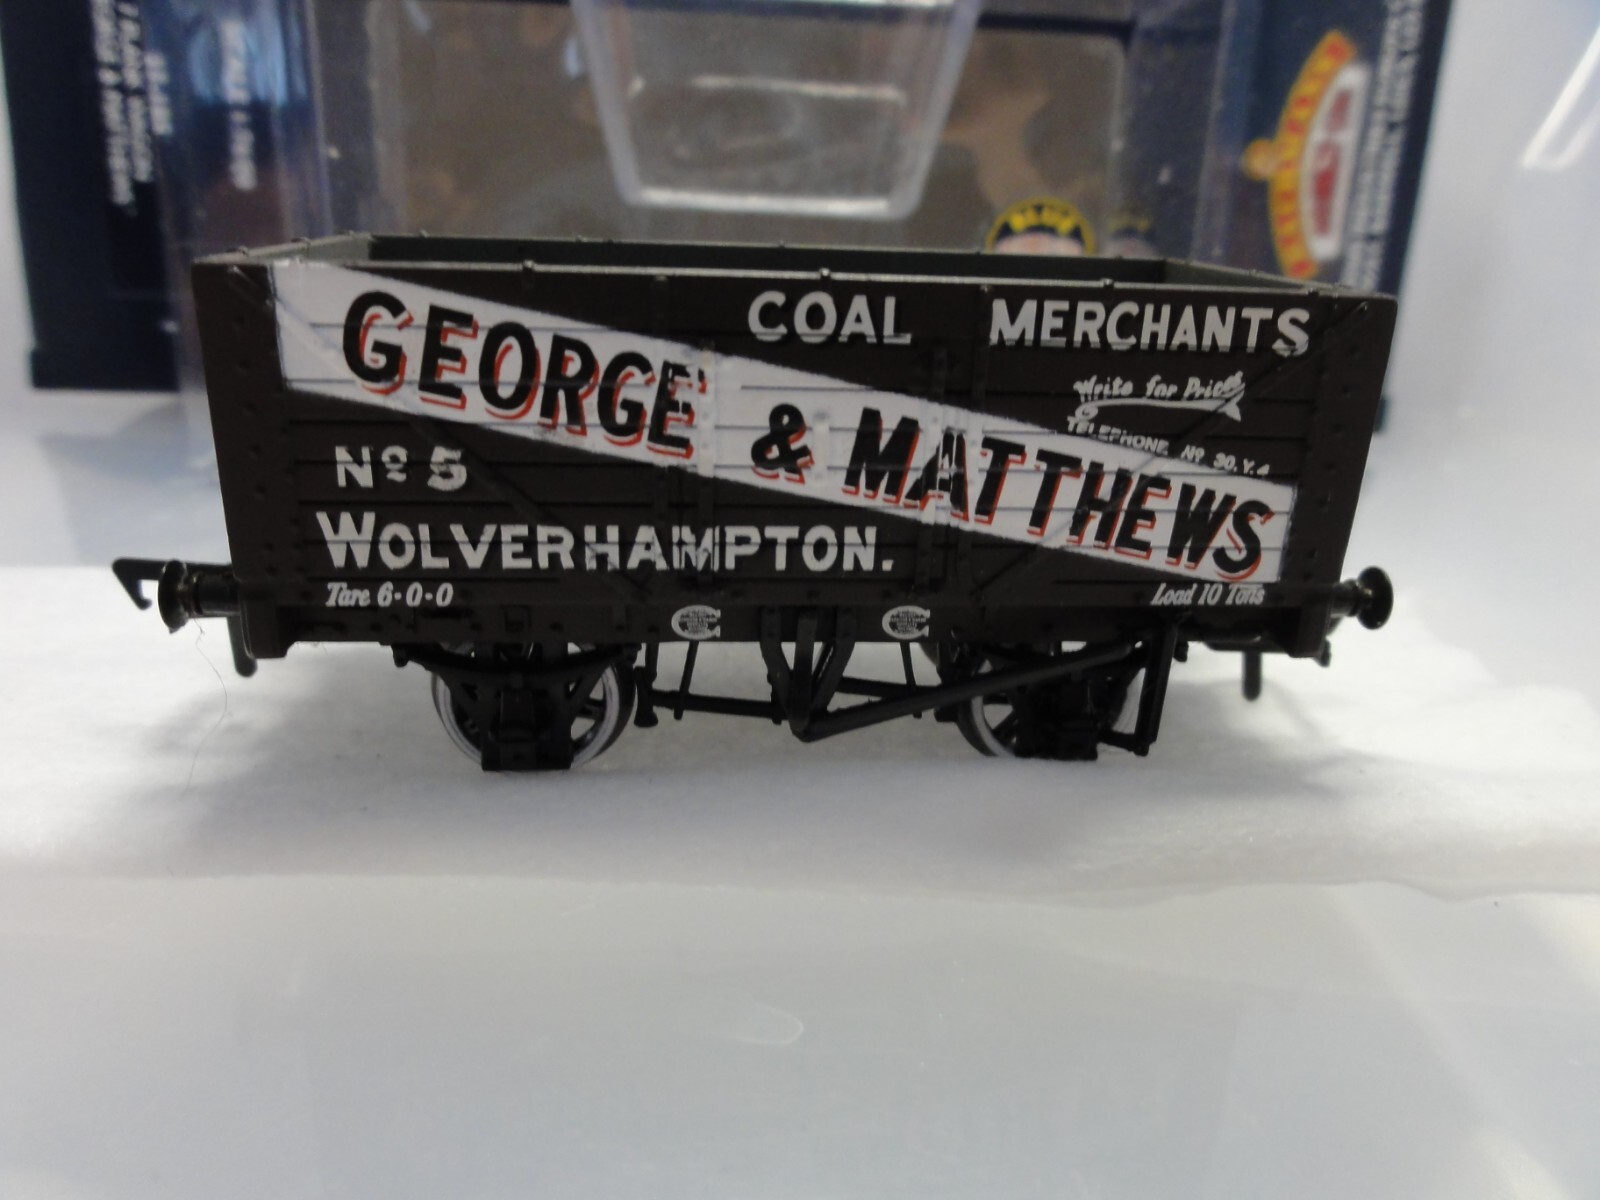 COAL MERCHANTS
GEORGE & MATTHEWS
Write for Prices
TELEPHONE. Nº 30.Y.4
Nº 5
WOLVERHAMPTON.
Tare 6·0·0
Load 10 Tons
C C